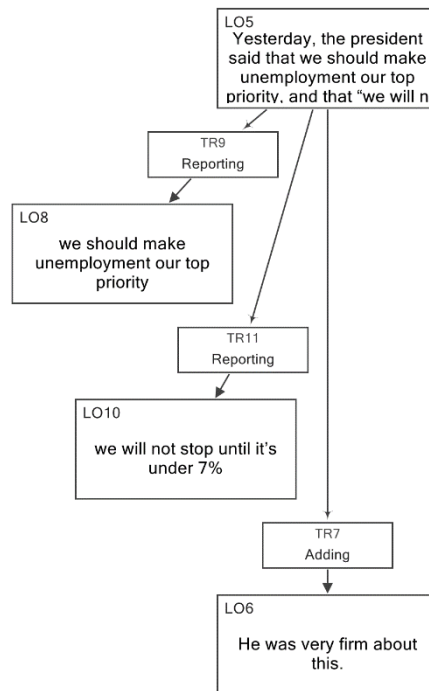 LO5
Yesterday, the president
said that we should make
unemployment our top
priority, and that “we will n
TR9
Reporting
LO8
we should make
unemployment our top
priority
TR11
Reporting
LO10
we will not stop until it’s
under 7%
TR7
Adding
LO6
He was very firm about
this.